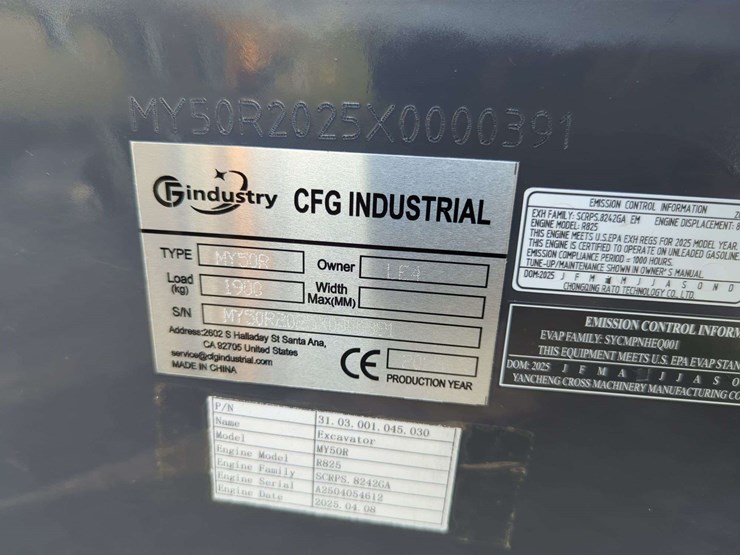 MY50R2025X0000391
CFG industry CFG INDUSTRIAL
TYPE MY50R Owner
Load (kg) 1900 Width Max(MM)
S/N MY50R2025X0000391
Address:2602 S Halladay St Santa Ana,
CA 92705 United States
service@cfgindustrial.com
MADE IN CHINA
CE
PRODUCTION YEAR
EMISSION CONTROL INFORMATION
EXH FAMILY: SCRPS.8242GA EM ENGINE DISPLACEMENT:
ENGINE MODEL: R825
THIS ENGINE MEETS U.S.EPA EXH REGS FOR 2025 MODEL YEAR
THIS ENGINE IS CERTIFIED TO OPERATE ON UNLEADED GASOLINE
EMISSION COMPLIANCE PERIOD = 1000 HOURS
TUNE-UP/MAINTENANCE SHOWN IN OWNER'S MANUAL
DOM:2025 J F M M J J A S O N D
CHONGQING RATO TECHNOLOGY CO., LTD.
EMISSION CONTROL INFORM
EVAP FAMILY: SYCMPNHEQ001
THIS EQUIPMENT MEETS U.S. EPA EVAP STAN
DOM: 2025 J F M A J J A S O
YANCHENG CROSS MACHINERY MANUFACTURING CO
P/N 31.03.001.045.030
Name Excavator
Model MY50R
Engine Model R825
Engine Family SCRPS.8242GA
Engine Serial A2504054612
Engine Date 2025.04.08